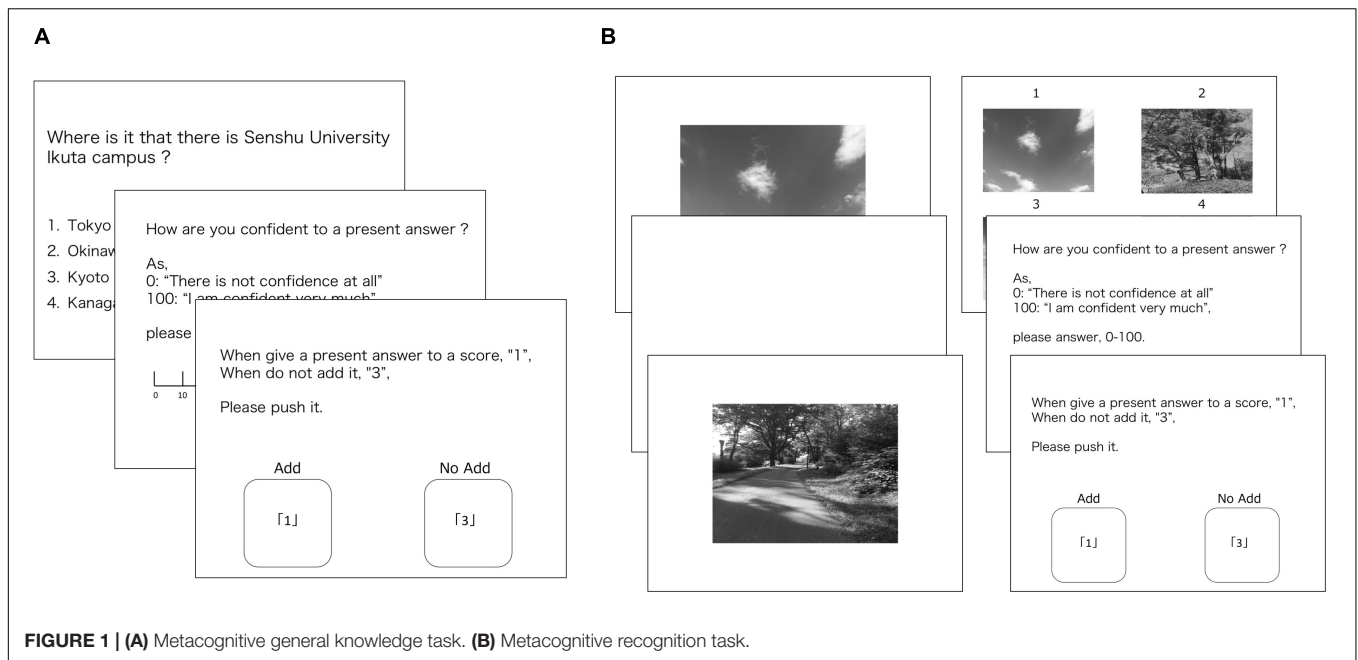 A
Where is it that there is Senshu University
Ikuta campus ?
1. Tokyo
2.
3. Kyoto
4.
How are you confident to a present answer ?
As,
0: “There is not confidence at all”
100: “I am confident very much”
please
0 10
When give a present answer to a score, "1",
When do not add it, "3",
Please push it.
Add No Add
「1」 「3」
B
1 2
3 4
How are you confident to a present answer ?
As,
0: “There is not confidence at all”
100: “I am confident very much”,
please answer, 0-100.
When give a present answer to a score, "1",
When do not add it, "3",
Please push it.
Add No Add
「1」 「3」
FIGURE 1 | (A) Metacognitive general knowledge task. (B) Metacognitive recognition task.